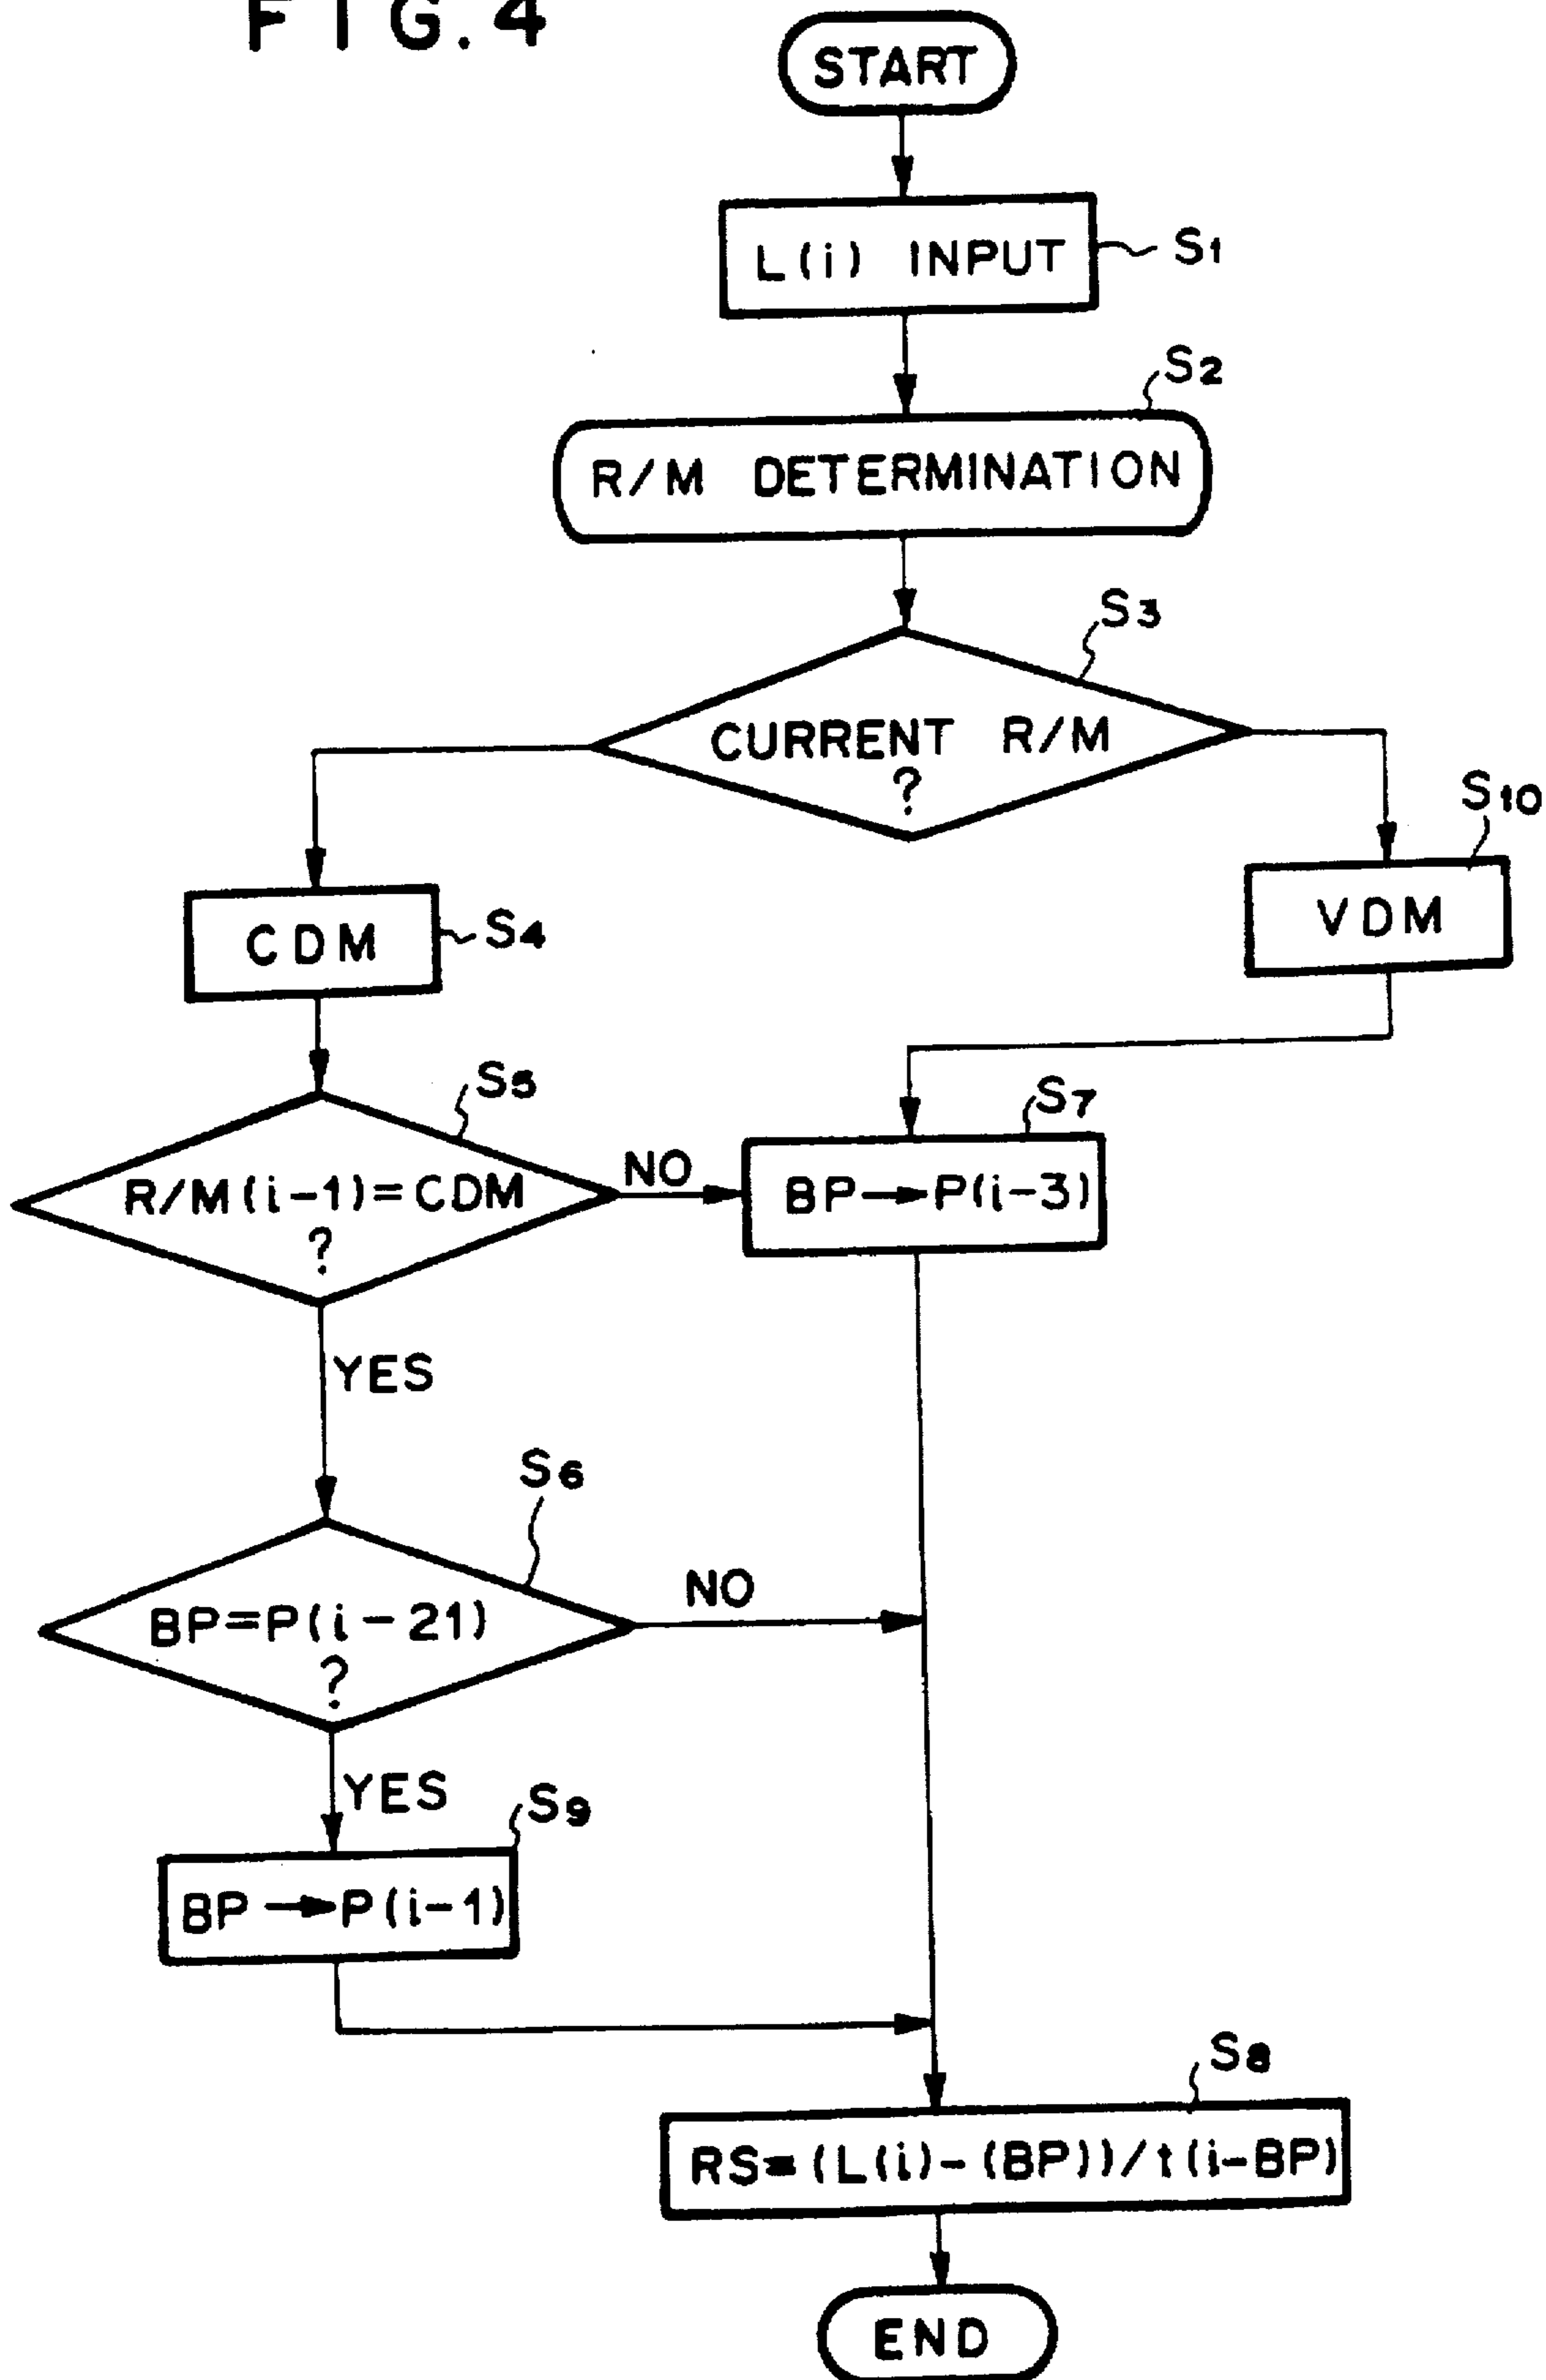 FIG.4
START
L(i) INPUT
S1
S2
R/M DETERMINATION
S3
CURRENT R/M
?
S10
VDM
CDM
S4
S5
R/M(i-1)=CDM
?
NO
S7
BP→P(i-3)
YES
S6
BP=P(i-21)
?
NO
YES
S9
BP→P(i-1)
S8
RS=(L(i)-(BP))/t(i-BP)
END